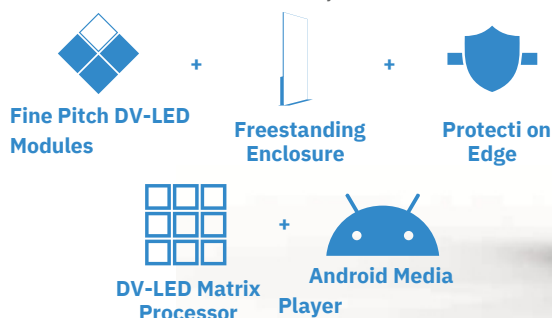 +
+
Fine Pitch DV-LED
Modules
Freestanding
Enclosure
Protecti on
Edge
+
DV-LED Matrix
Processor
Android Media
Player